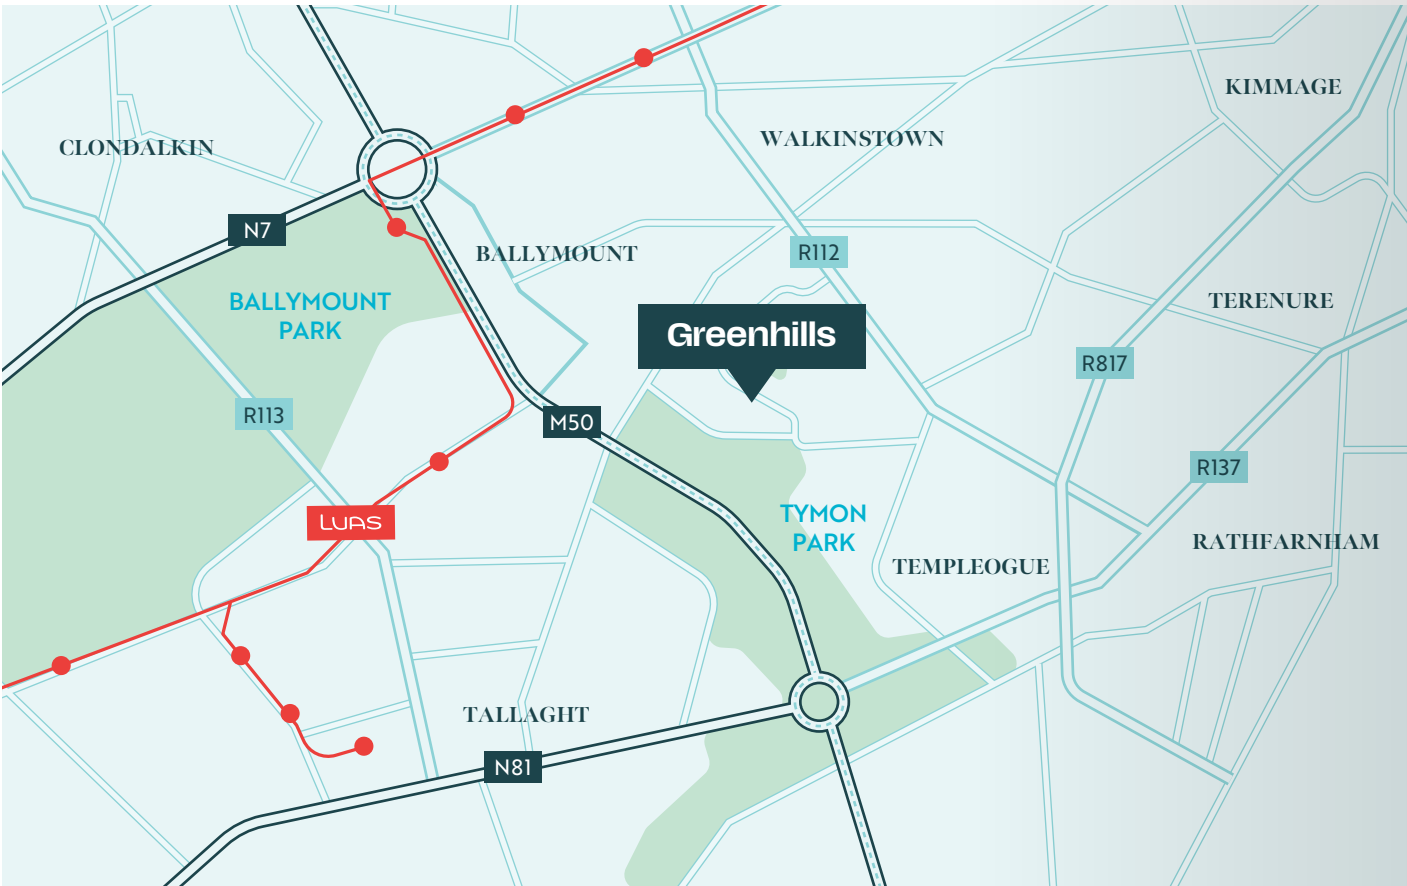 KIMMAGE
WALKINSTOWN
CLONDALKIN
N7
BALLYMOUNT
R112
BALLYMOUNT
PARK
TERENURE
Greenhills
R817
R113
M50
R137
TYMON
PARK
LUAS
RATHFARNHAM
TEMPLEOGUE
TALLAGHT
N81